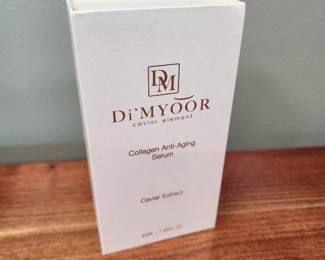 DM
Di'MYOOR
caviar element
Collagen Anti-Aging
Serum
Caviar Extract